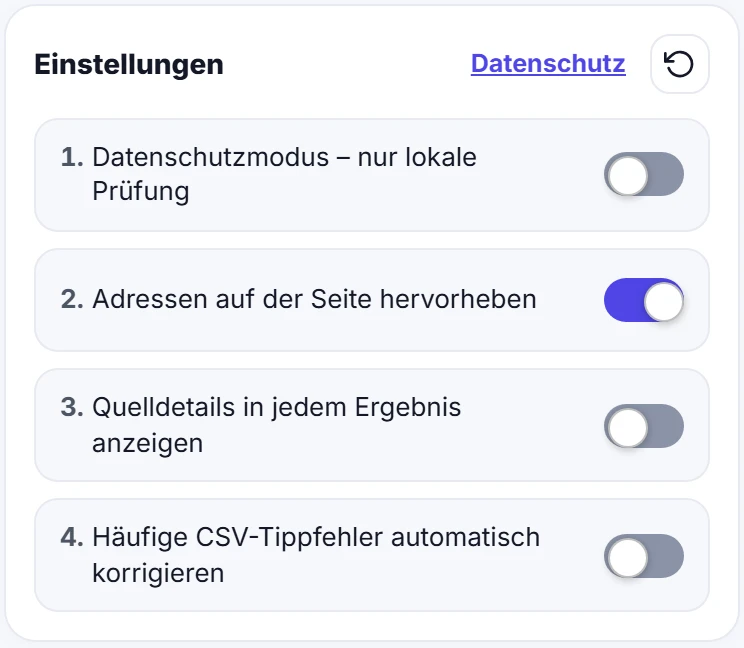 Einstellungen
Datenschutz
1. Datenschutzmodus – nur lokale
Prüfung
2. Adressen auf der Seite hervorheben
3. Quelldetails in jedem Ergebnis
anzeigen
4. Häufige CSV-Tippfehler automatisch
korrigieren